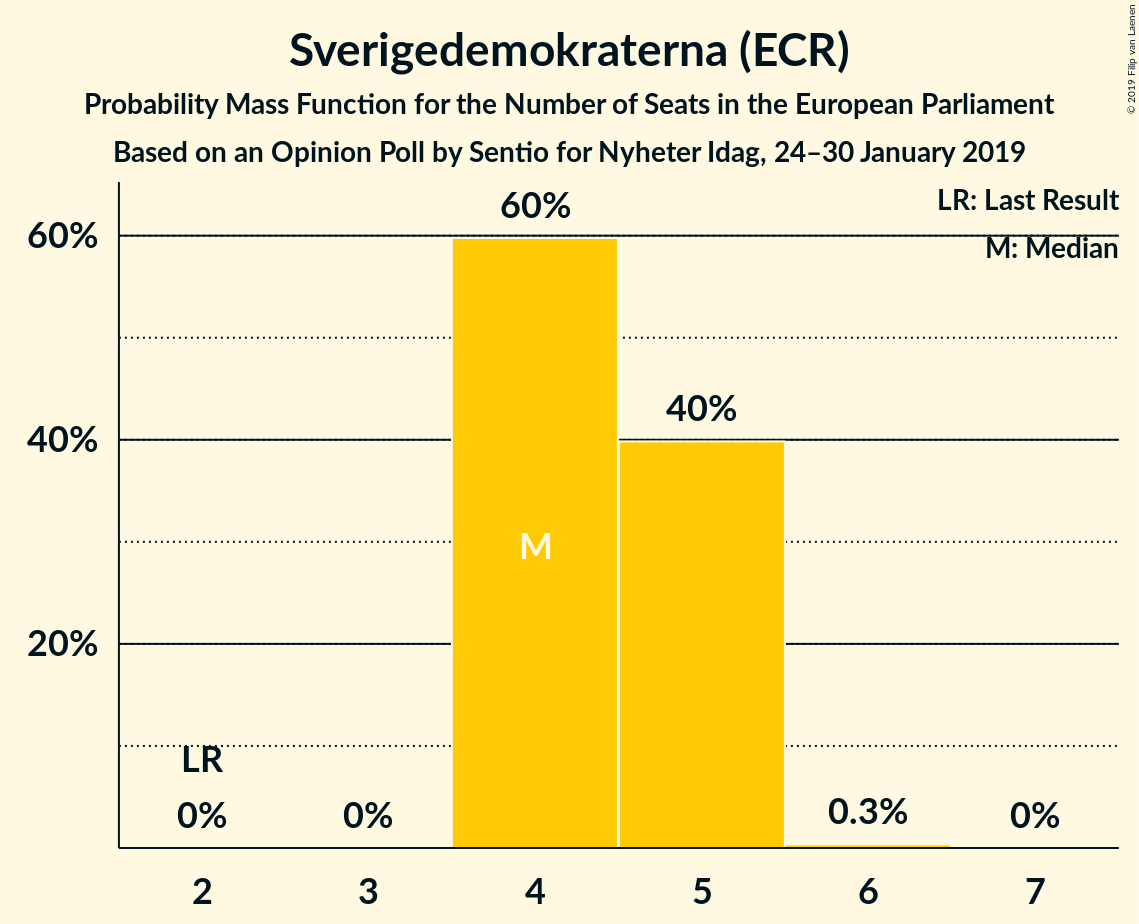 Sverigedemokraterna (ECR)
Probability Mass Function for the Number of Seats in the European Parliament
Based on an Opinion Poll by Sentio for Nyheter Idag, 24–30 January 2019
© 2019 Filip van Laenen
LR: Last Result
M: Median
60%
40%
20%
60%
40%
M
LR
0%
0%
0.3%
0%
2
3
4
5
6
7